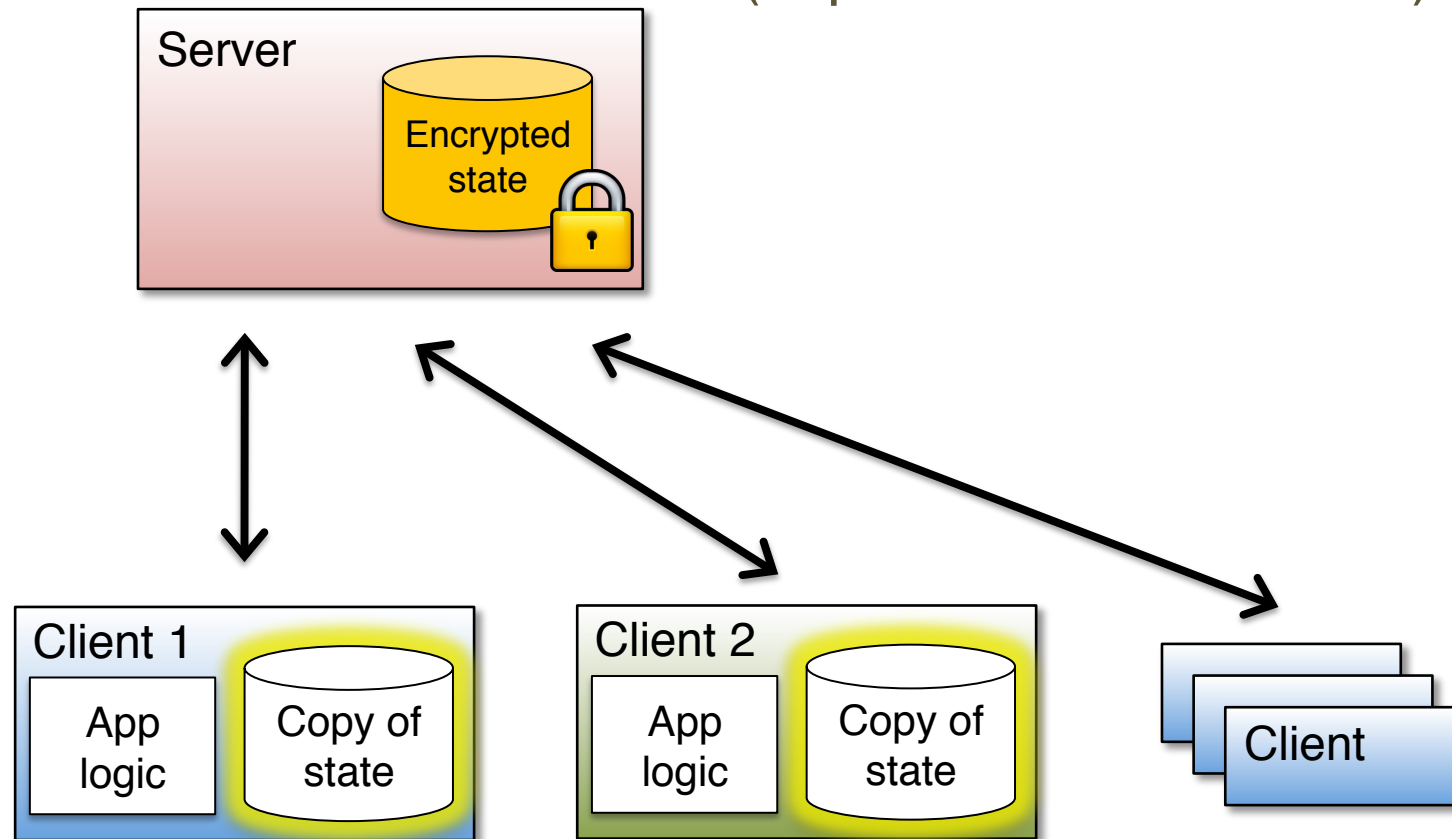 Server
Encrypted
state
Client 1
App
logic
Copy of
state
Client 2
App
logic
Copy of
state
Client